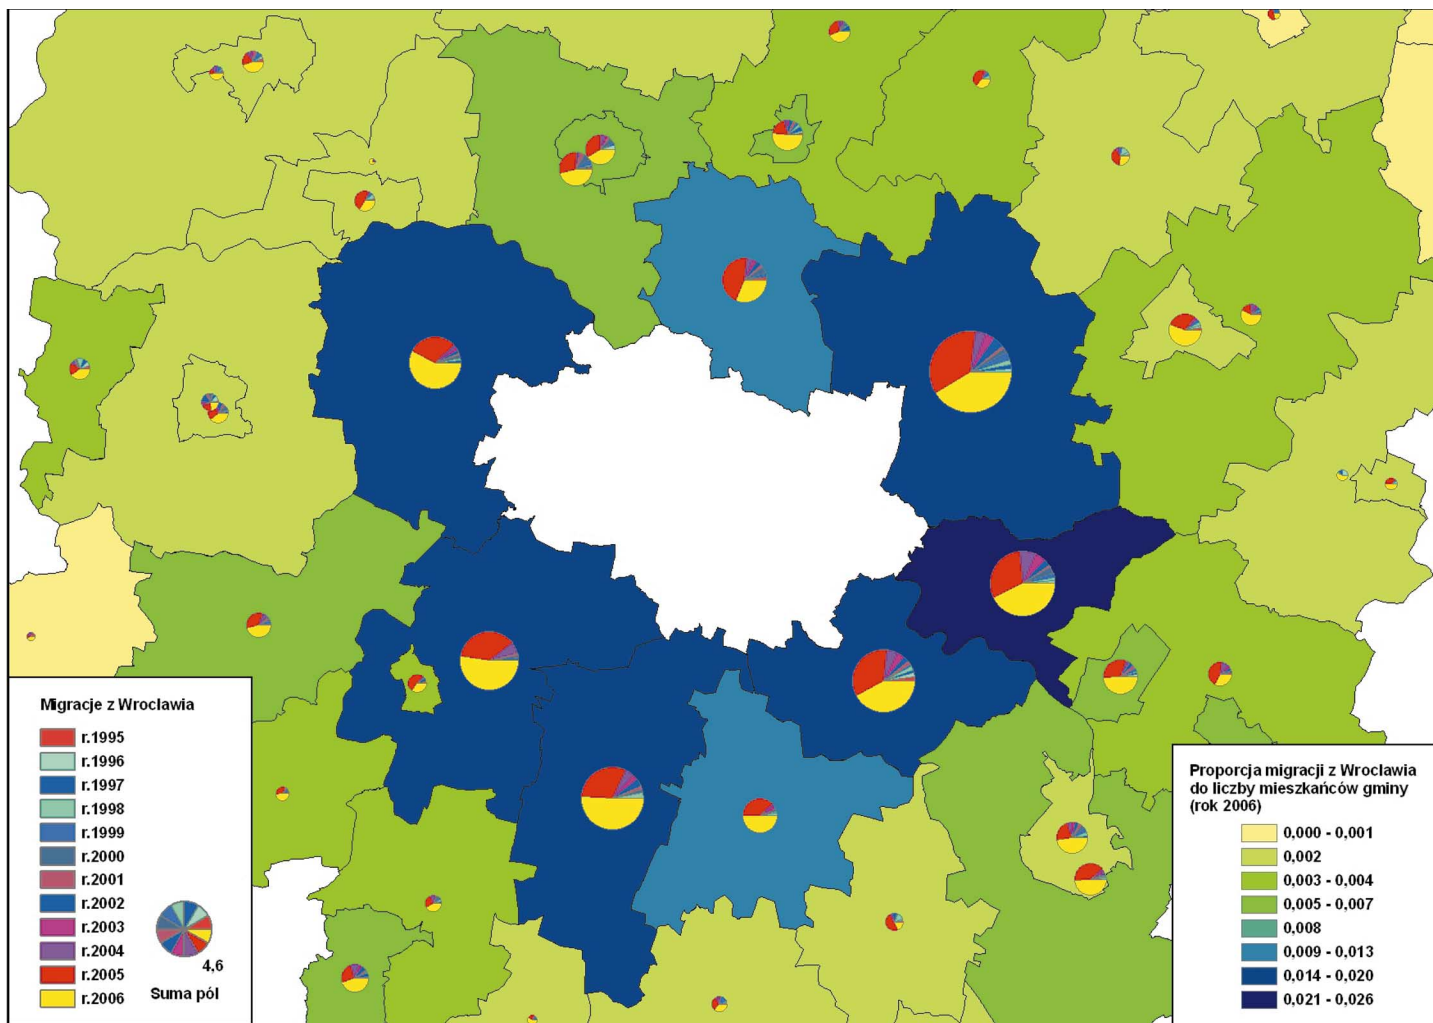 Migracje z Wrocławia
r.1995
r.1996
r.1997
r.1998
r.1999
r.2000
r.2001
r.2002
r.2003
r.2004
r.2005
r.2006
4,6
Suma pól
Proporcja migracji z Wrocławia
do liczby mieszkańców gminy
(rok 2006)
0,000 - 0,001
0,002
0,003 - 0,004
0,005 - 0,007
0,008
0,009 - 0,013
0,014 - 0,020
0,021 - 0,026